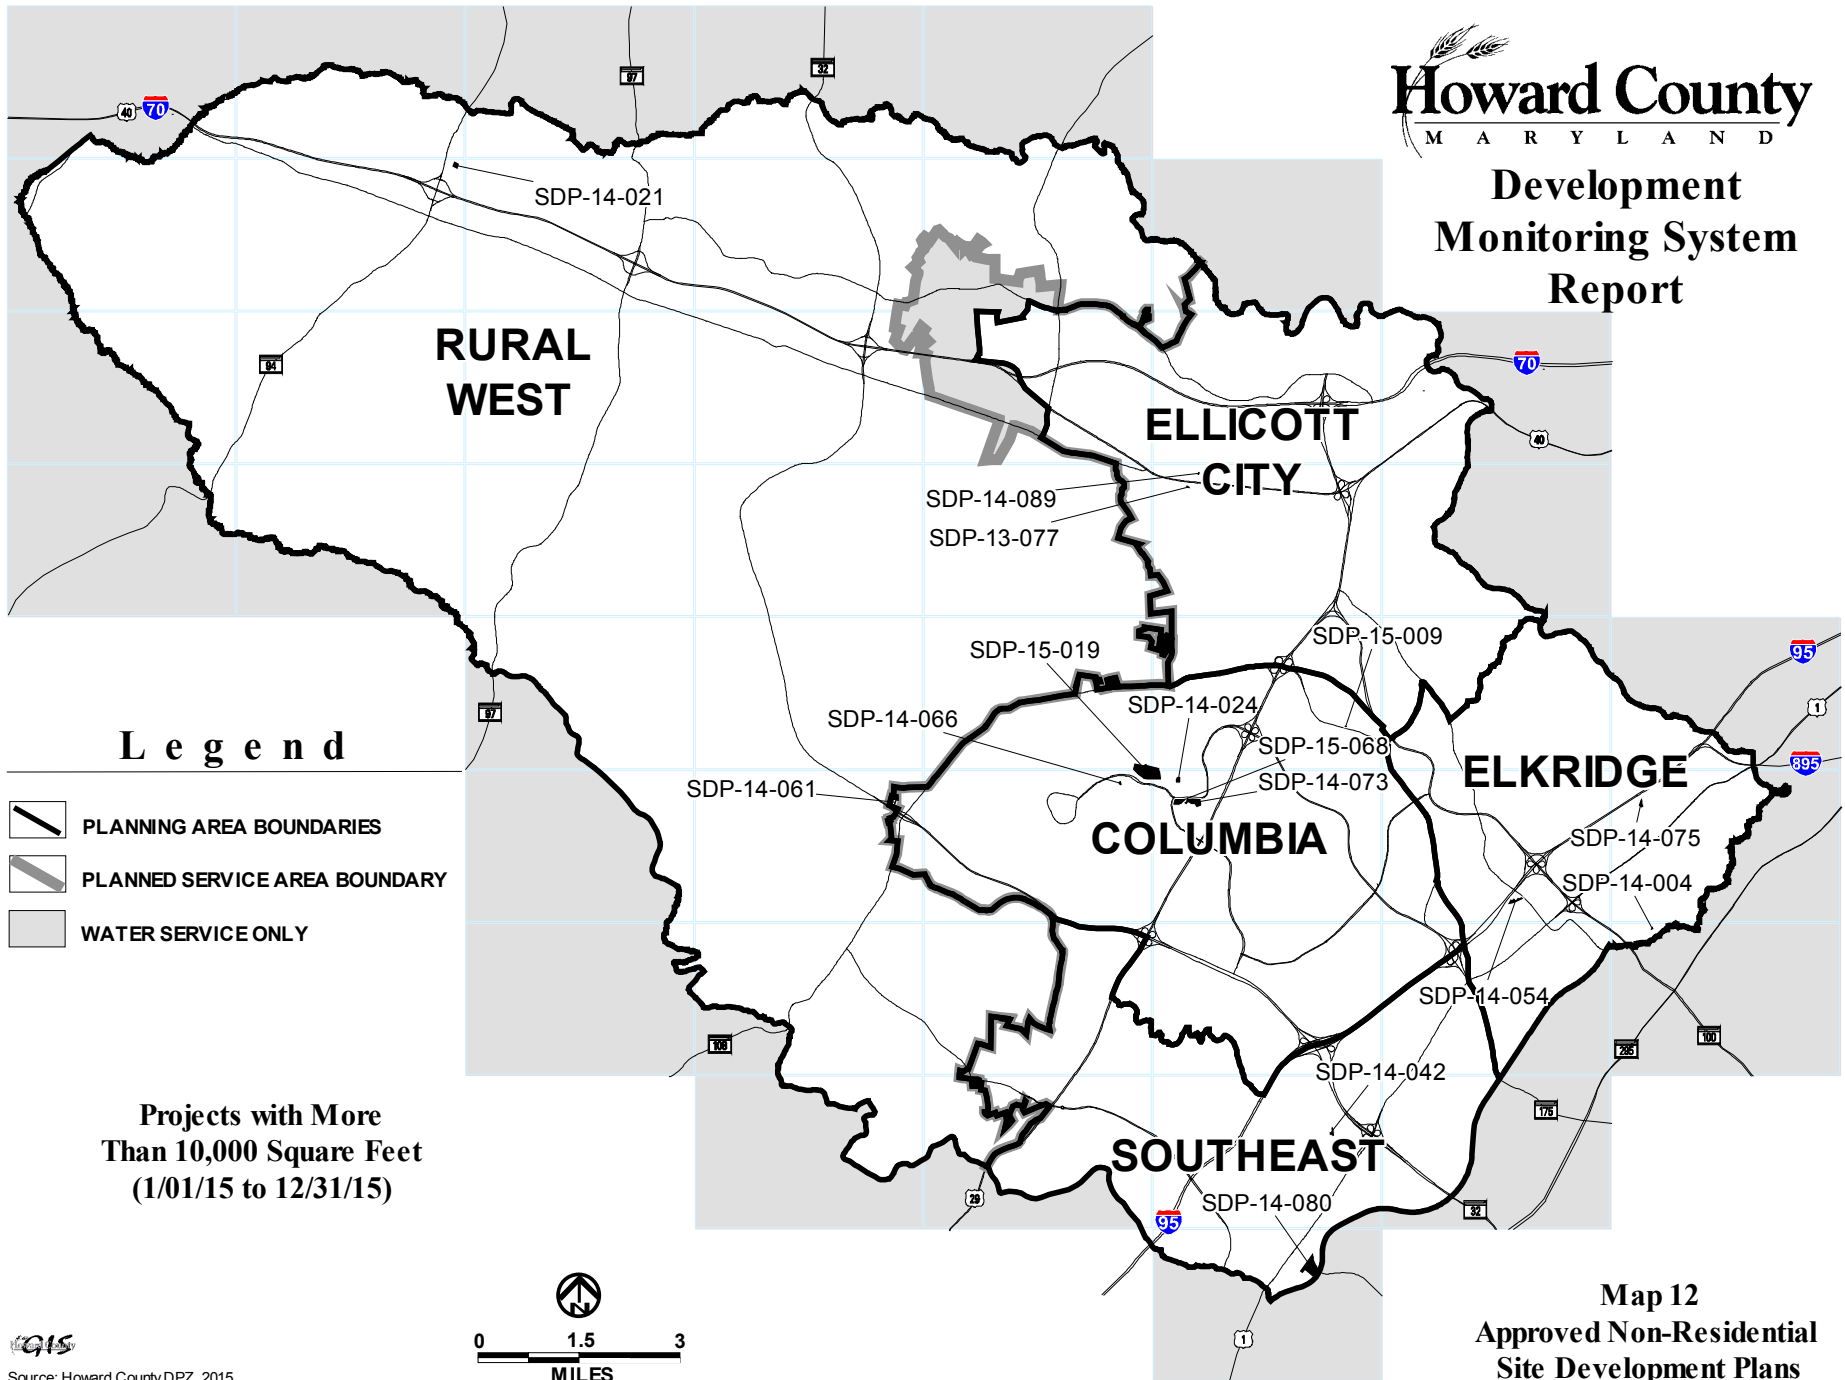 Howard County
MARYLAND
Development
Monitoring System
Report
97
32
40
70
SDP-14-021
RURAL
WEST
94
70
ELLICOTT
CITY
40
SDP-14-089
SDP-13-077
SDP-15-009
SDP-15-019
95
SDP-14-024
1
97
SDP-14-066
SDP-15-068
ELKRIDGE
895
SDP-14-061
SDP-14-073
COLUMBIA
SDP-14-075
SDP-14-004
SDP-14-054
Legend
PLANNING AREA BOUNDARIES
PLANNED SERVICE AREA BOUNDARY
WATER SERVICE ONLY
108
100
295
SDP-14-042
175
Projects with More
Than 10,000 Square Feet
(1/01/15 to 12/31/15)
SOUTHEAST
29
SDP-14-080
32
95
N
0 1.5 3
MILES
1
Map 12
Approved Non-Residential
Site Development Plans
Howard County
GIS
Source: Howard County DPZ, 2015